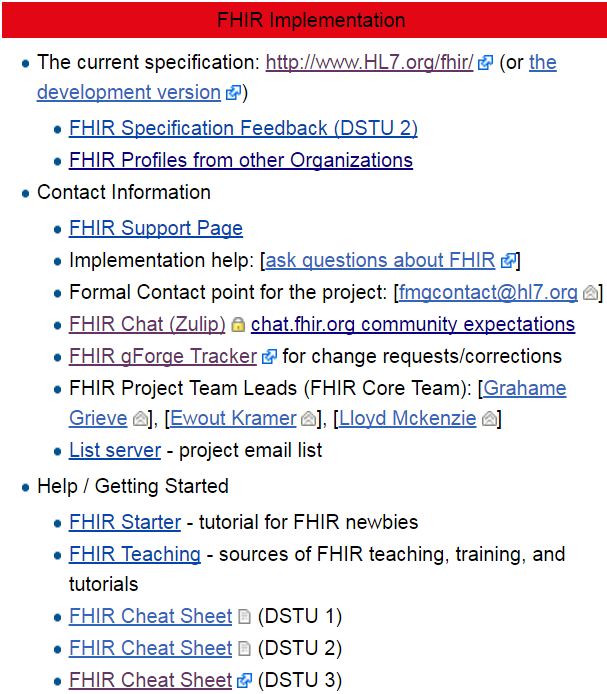 FHIR Implementation
The current specification: http://www.HL7.org/fhir/ (or the
development version)
FHIR Specification Feedback (DSTU 2)
FHIR Profiles from other Organizations
Contact Information
FHIR Support Page
Implementation help: [ask questions about FHIR]
Formal Contact point for the project: [fmgcontact@hl7.org]
FHIR Chat (Zulip) chat.fhir.org community expectations
FHIR gForge Tracker for change requests/corrections
FHIR Project Team Leads (FHIR Core Team): [Grahame
Grieve], [Ewout Kramer], [Lloyd Mckenzie]
List server - project email list
Help / Getting Started
FHIR Starter - tutorial for FHIR newbies
FHIR Teaching - sources of FHIR teaching, training, and
tutorials
FHIR Cheat Sheet (DSTU 1)
FHIR Cheat Sheet (DSTU 2)
FHIR Cheat Sheet (DSTU 3)